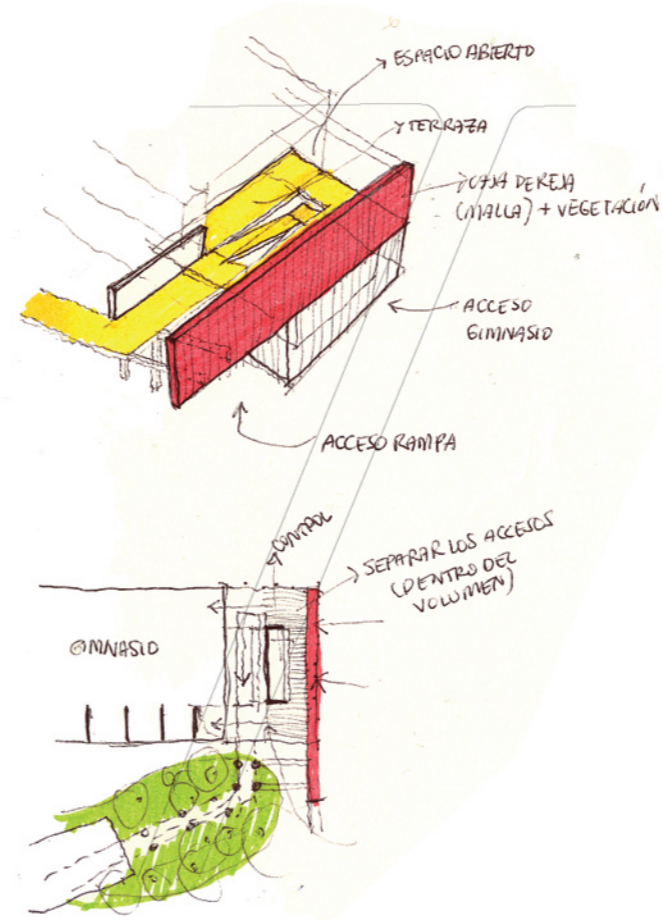 ESPACIO ABIERTO
Y TERRAZA
CAJA DE REJA
(MALLA) + VEGETACIÓN
ACCESO
GIMNASIO
ACCESO RAMPA
CONTROL
SEPARAR LOS ACCESOS
(DENTRO DEL
VOLUMEN)
GIMNASIO